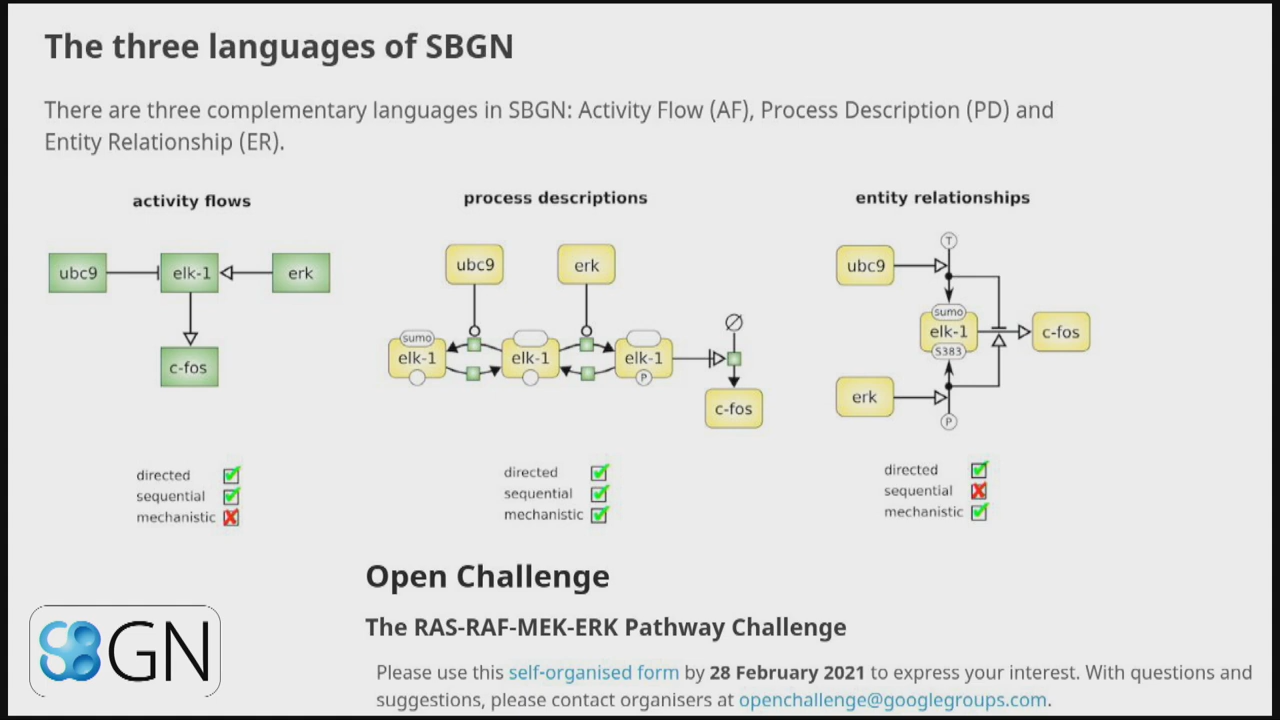 The three languages of SBGN
There are three complementary languages in SBGN: Activity Flow (AF), Process Description (PD) and
Entity Relationship (ER).
activity flows
ubc9
elk-1
erk
c-fos
directed
sequential
mechanistic
process descriptions
ubc9
erk
sumo
elk-1
elk-1
elk-1
P
c-fos
directed
sequential
mechanistic
entity relationships
T
ubc9
sumo
elk-1
S383
c-fos
erk
P
directed
sequential
mechanistic
Open Challenge
The RAS-RAF-MEK-ERK Pathway Challenge
Please use this self-organised form by 28 February 2021 to express your interest. With questions and
suggestions, please contact organisers at openchallenge@googlegroups.com.
SBGN